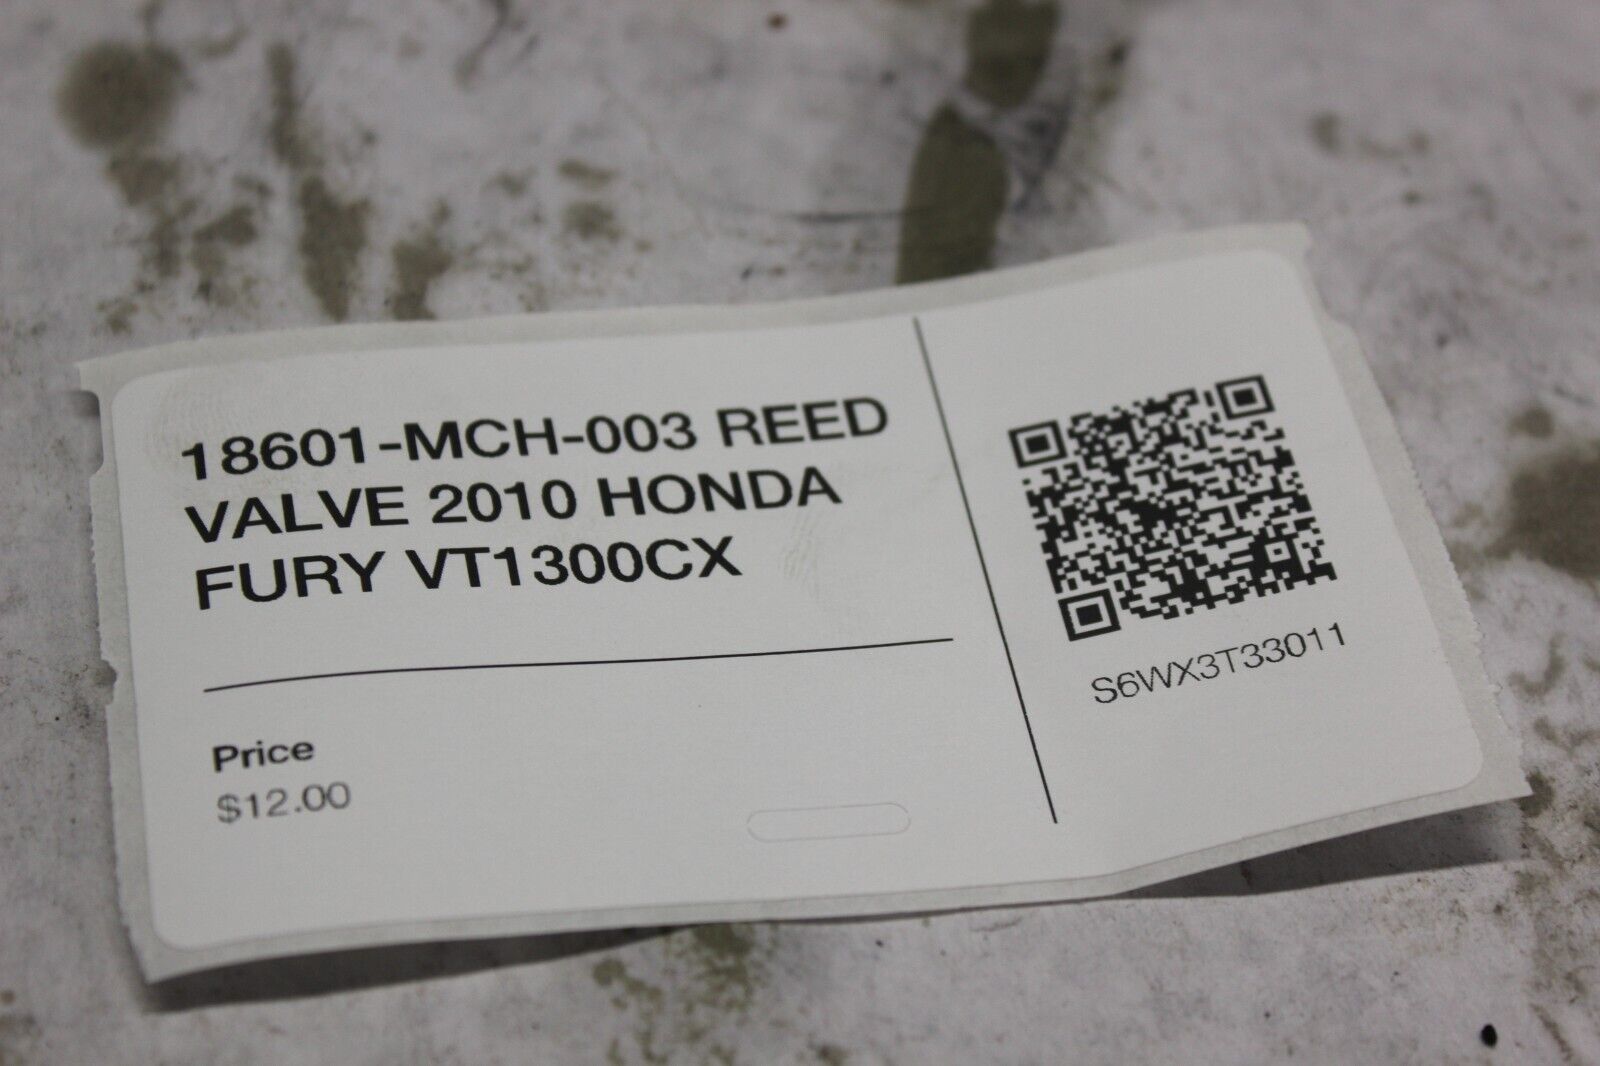 18601-MCH-003 REED
VALVE 2010 HONDA
FURY VT1300CX
Price
$12.00
S6WX3T33011